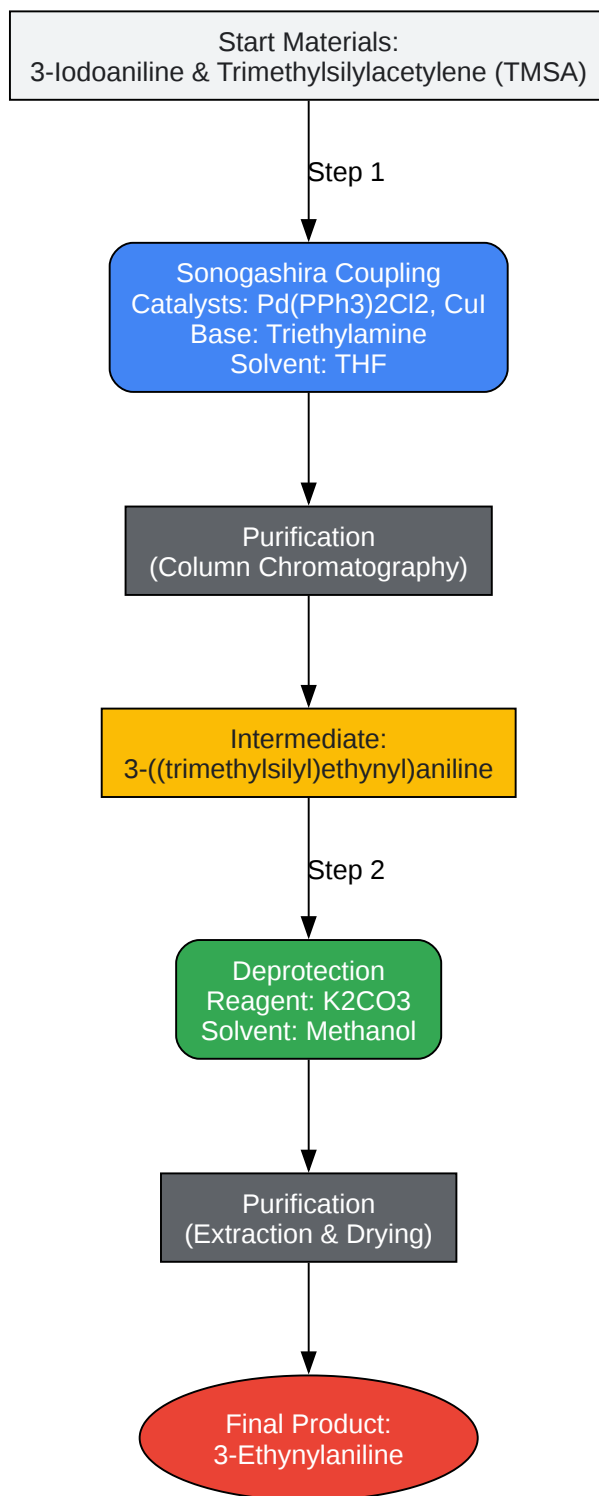 Start Materials:
3-Iodoaniline & Trimethylsilylacetylene (TMSA)
Step 1
Sonogashira Coupling
Catalysts: Pd(PPh3)2Cl2, CuI
Base: Triethylamine
Solvent: THF
Purification
(Column Chromatography)
Intermediate:
3-((trimethylsilyl)ethynyl)aniline
Step 2
Deprotection
Reagent: K2CO3
Solvent: Methanol
Purification
(Extraction & Drying)
Final Product:
3-Ethynylaniline